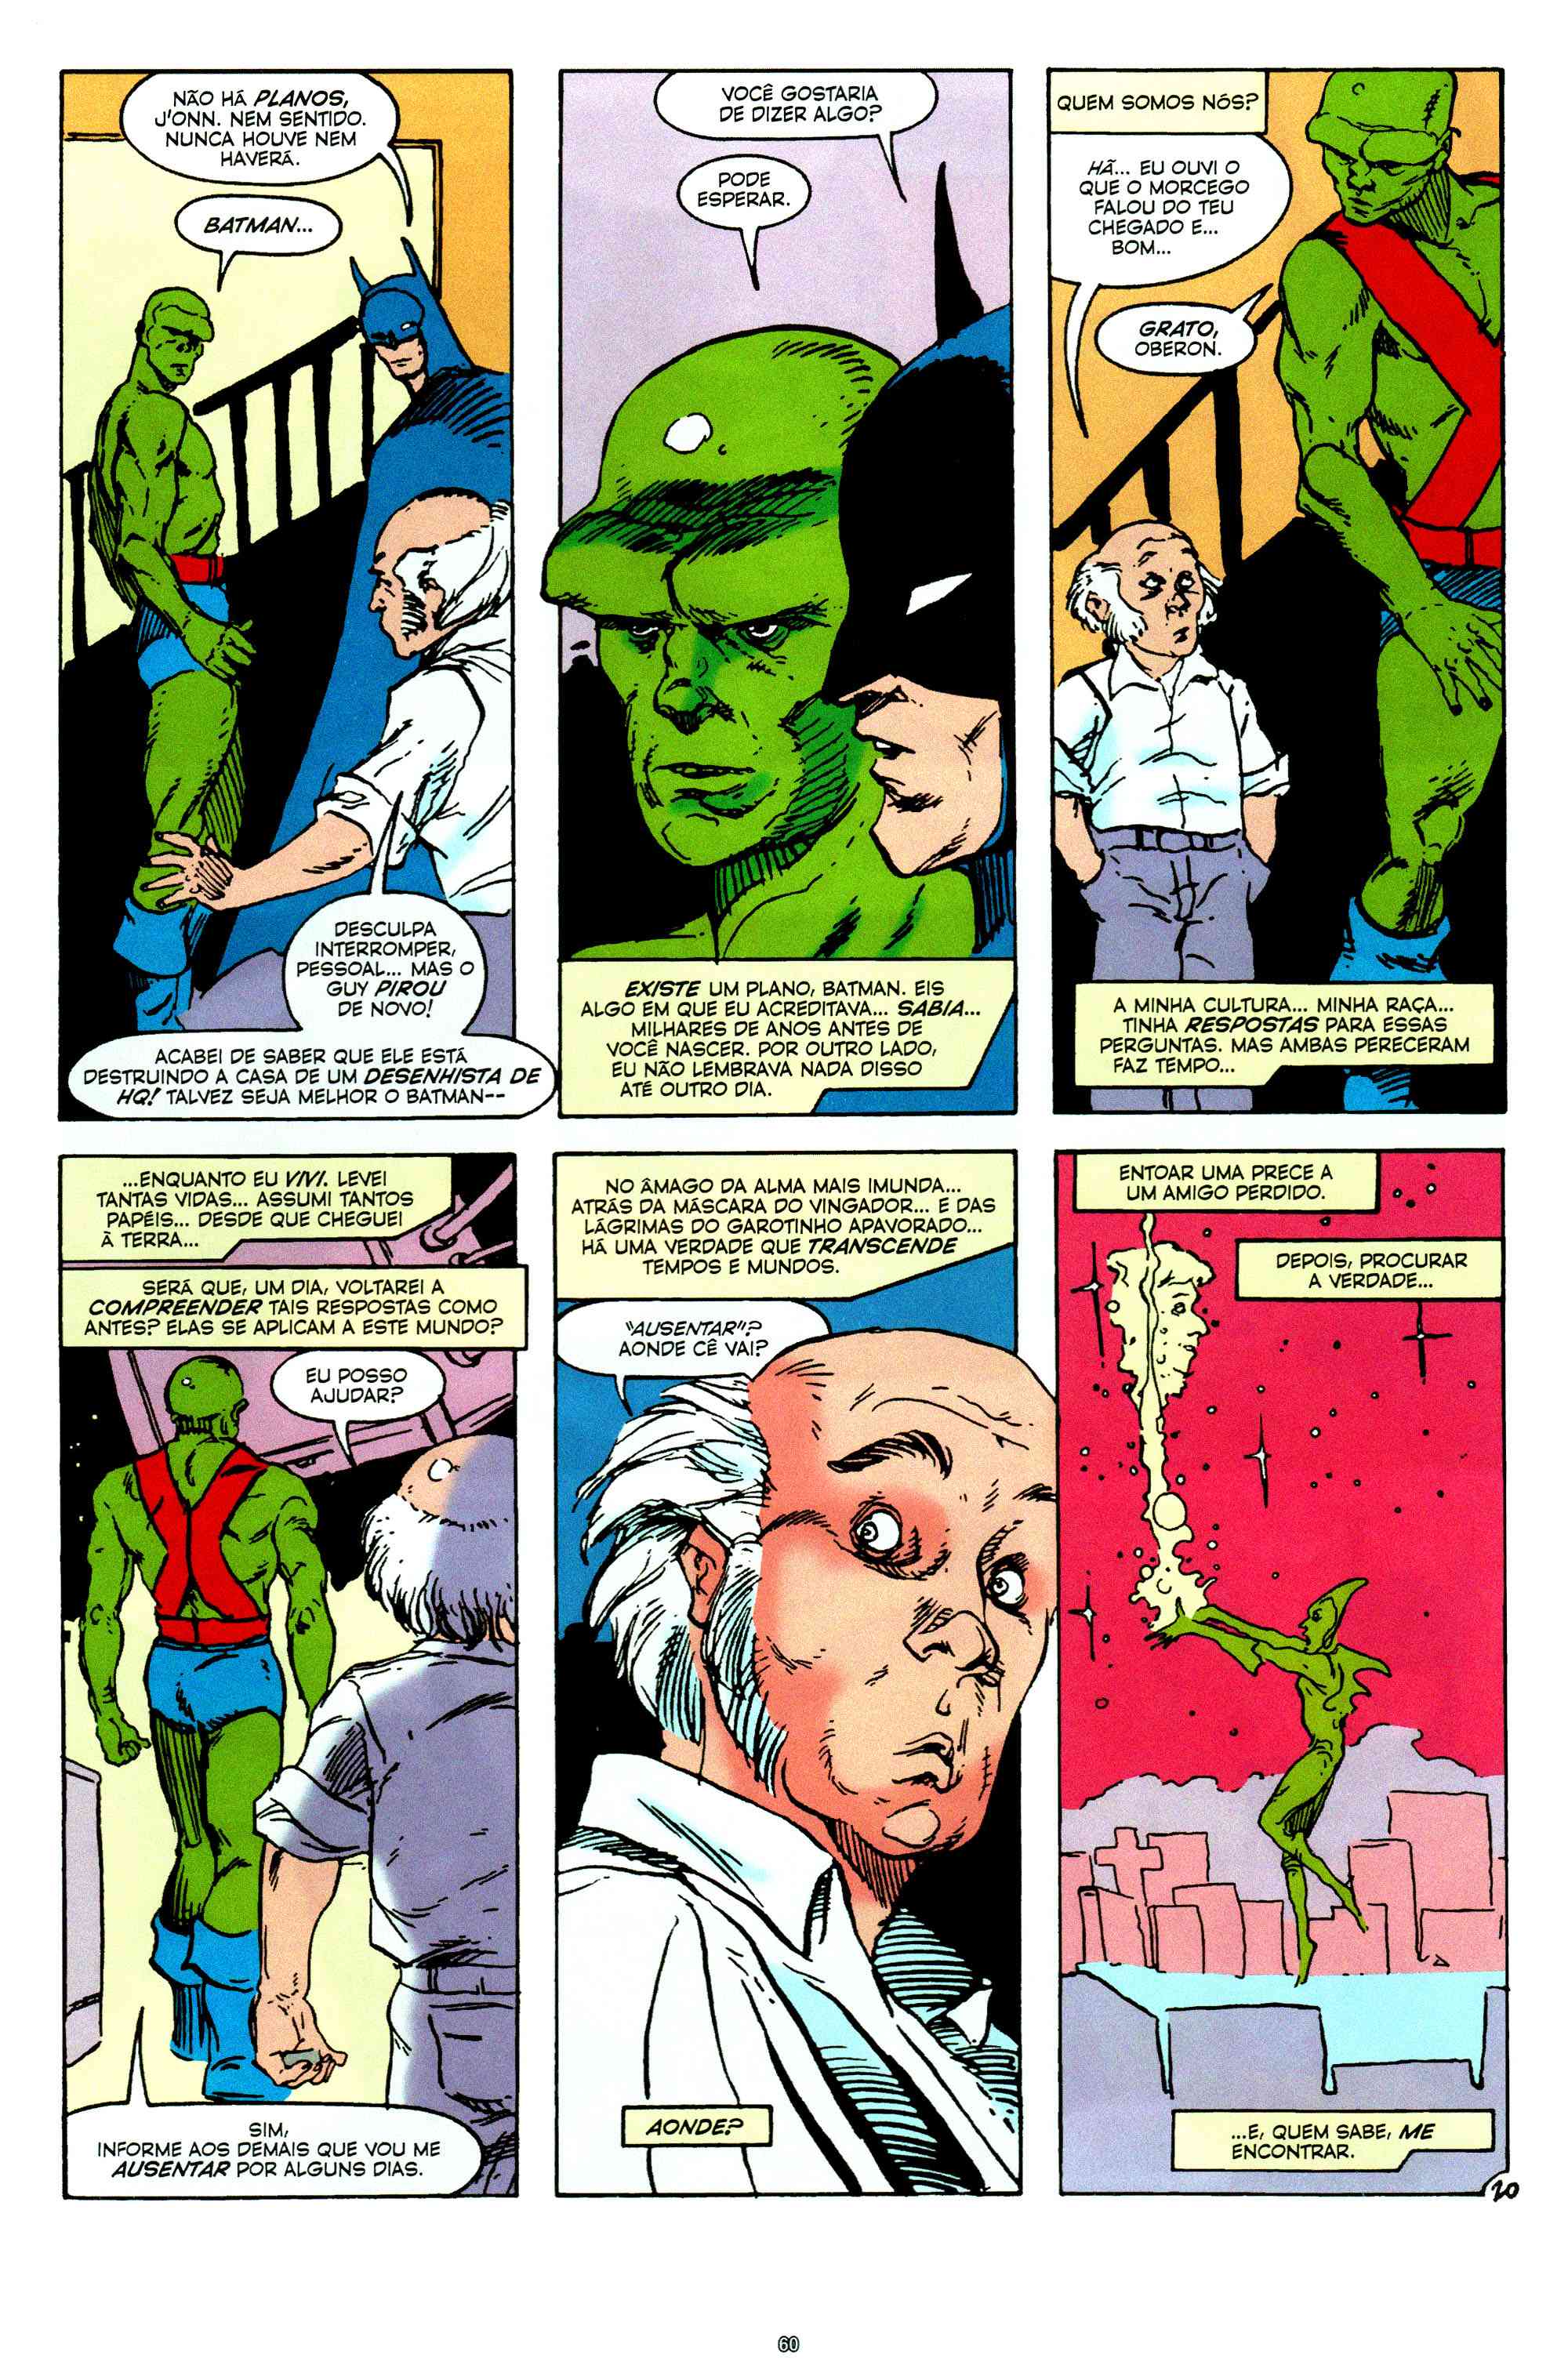 NÃO HÁ PLANOS,
J'ONN. NEM SENTIDO.
NUNCA HOUVE NEM
HAVERÁ.
BATMAN...
DESCULPA
INTERROMPER,
PESSOAL... MAS O
GUY PIROU
DE NOVO!
ACABEI DE SABER QUE ELE ESTÁ
DESTRUINDO A CASA DE UM DESENHISTA DE
HQ! TALVEZ SEJA MELHOR O BATMAN--
VOCÊ GOSTARIA
DE DIZER ALGO?
PODE
ESPERAR.
EXISTE UM PLANO, BATMAN. EIS
ALGO EM QUE EU ACREDITAVA... SABIA...
MILHARES DE ANOS ANTES DE
VOCÊ NASCER. POR OUTRO LADO,
EU NÃO LEMBRAVA NADA DISSO
ATÉ OUTRO DIA.
QUEM SOMOS NÓS?
HÃ... EU OUVI O
QUE O MORCEGO
FALOU DO TEU
CHEGADO E...
BOM...
GRATO,
OBERON.
A MINHA CULTURA... MINHA RAÇA...
TINHA RESPOSTAS PARA ESSAS
PERGUNTAS. MAS AMBAS PERECERAM
FAZ TEMPO...
...ENQUANTO EU VIVI. LEVEI
TANTAS VIDAS... ASSUMI TANTOS
PAPÉIS... DESDE QUE CHEGUEI
À TERRA...
SERÁ QUE, UM DIA, VOLTAREI A
COMPREENDER TAIS RESPOSTAS COMO
ANTES? ELAS SE APLICAM A ESTE MUNDO?
EU POSSO
AJUDAR?
SIM,
INFORME AOS DEMAIS QUE VOU ME
AUSENTAR POR ALGUNS DIAS.
NO ÂMAGO DA ALMA MAIS IMUNDA...
ATRÁS DA MÁSCARA DO VINGADOR... E DAS
LÁGRIMAS DO GAROTINHO APAVORADO...
HÁ UMA VERDADE QUE TRANSCENDE
TEMPOS E MUNDOS.
"AUSENTAR"?
AONDE CÊ VAI?
AONDE?
ENTOAR UMA PRECE A
UM AMIGO PERDIDO.
DEPOIS, PROCURAR
A VERDADE...
...E, QUEM SABE, ME
ENCONTRAR.
20
60